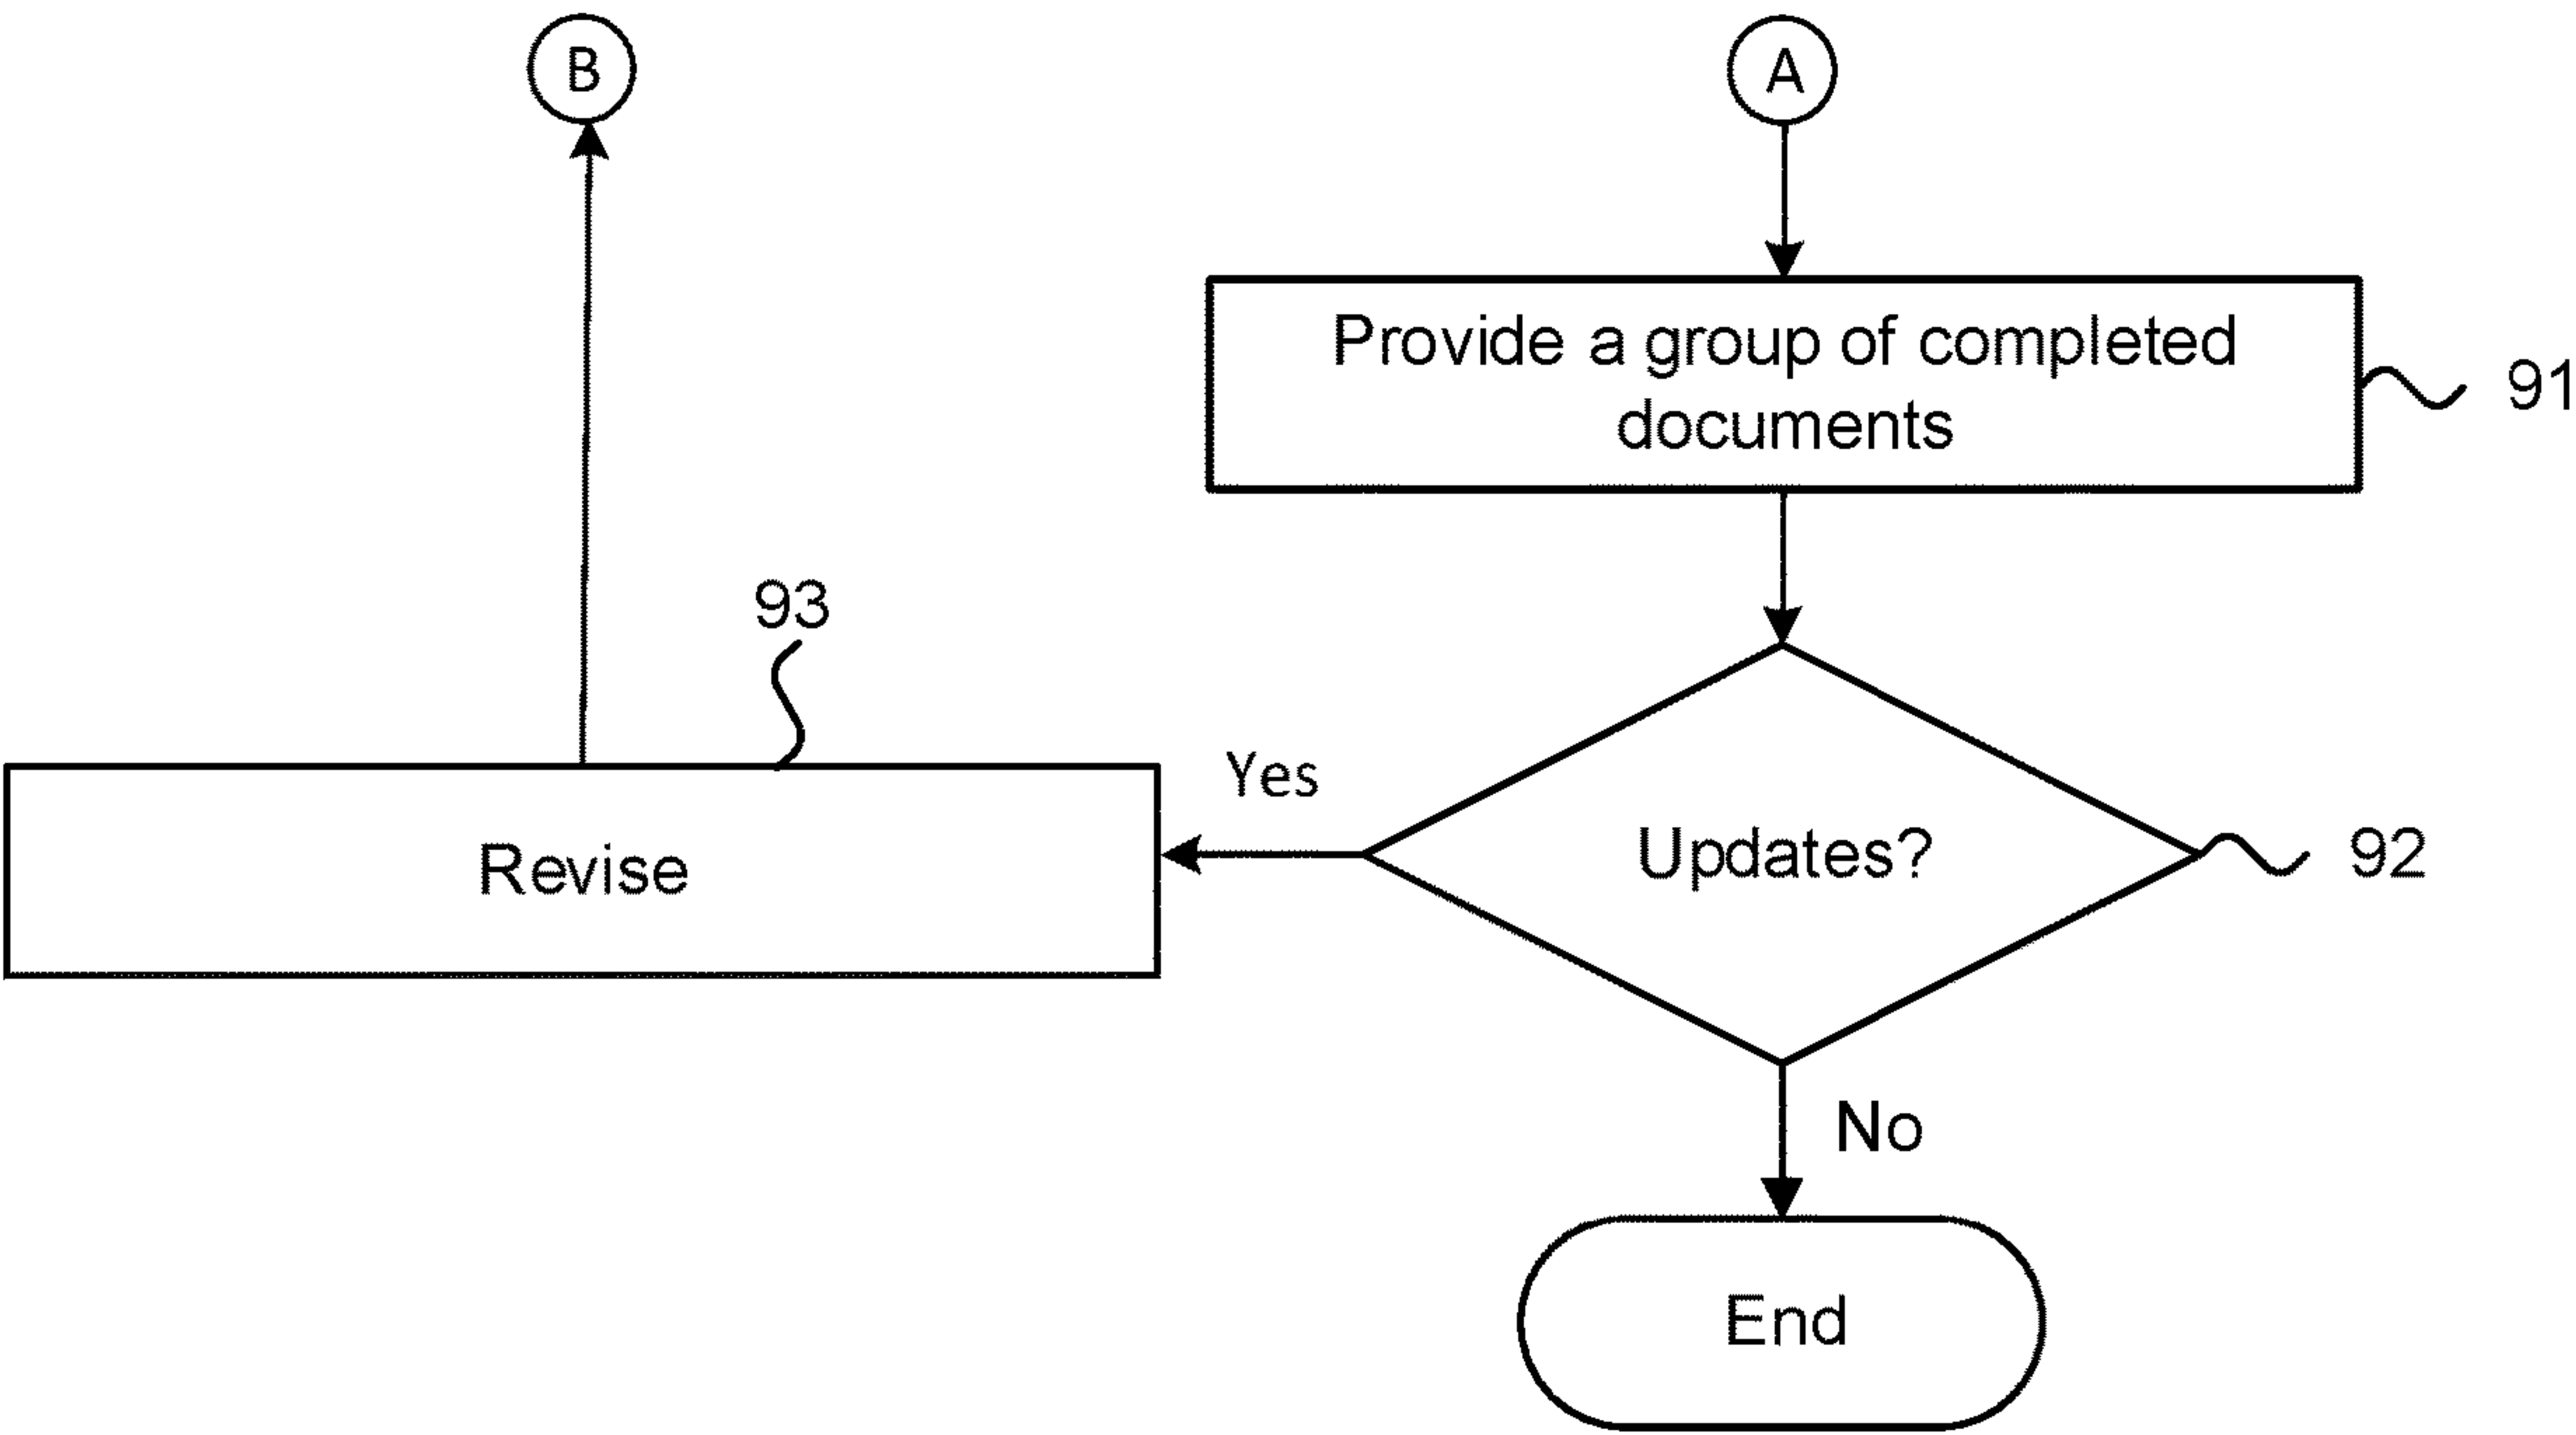 B
A
Provide a group of completed
documents
91
93
Yes
Revise
Updates?
92
No
End